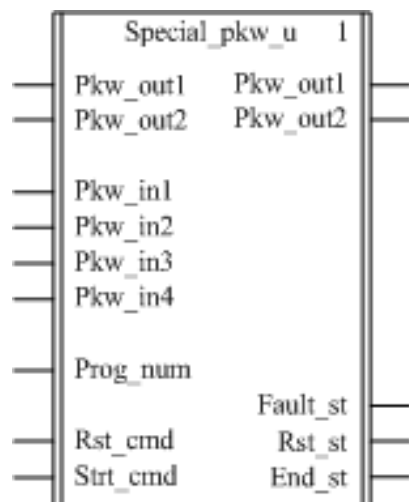 Special_pkw_u 1
Pkw_out1 Pkw_out1
Pkw_out2 Pkw_out2
Pkw_in1
Pkw_in2
Pkw_in3
Pkw_in4
Prog_num
Fault_st
Rst_cmd Rst_st
Strt_cmd End_st